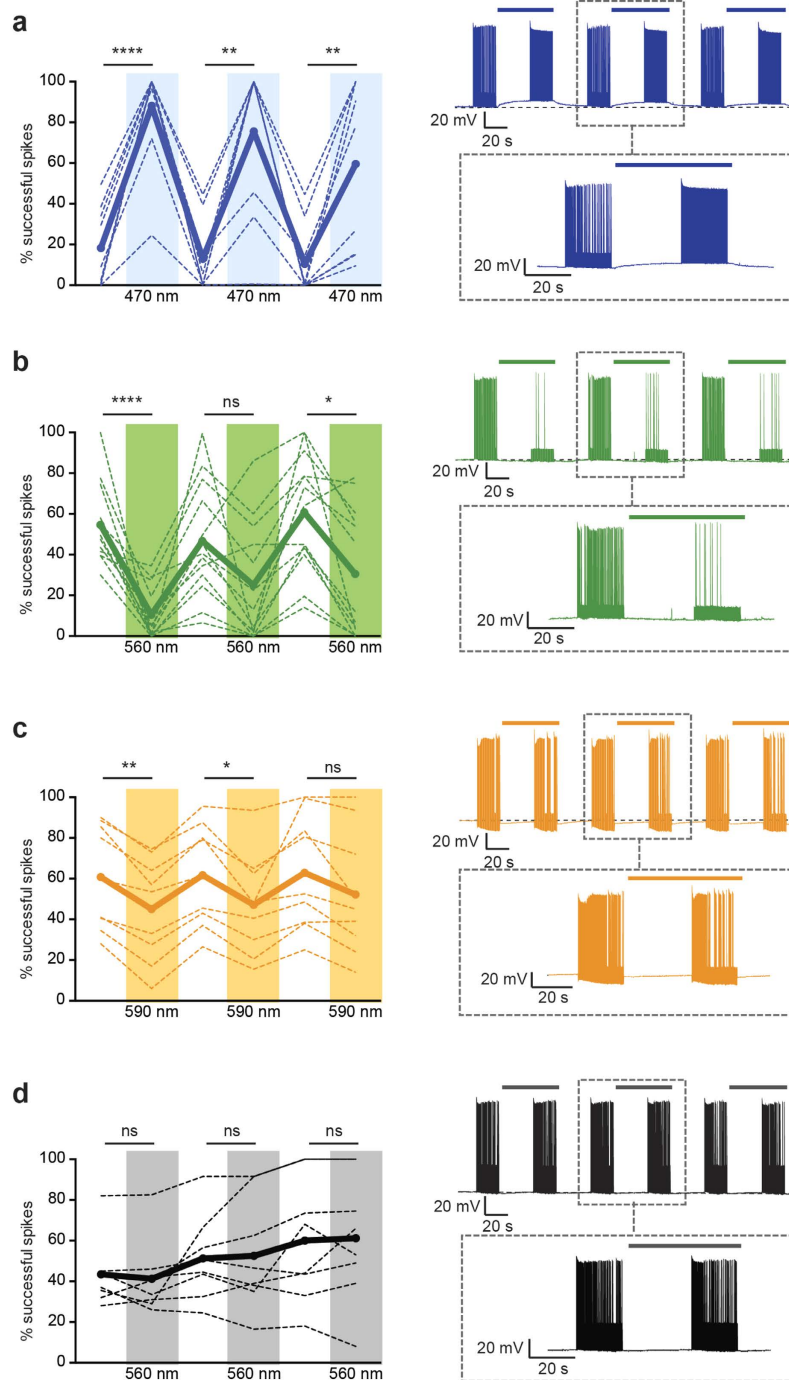 a
**** ** **
100
80
60
40
20
0
% successful spikes
470 nm 470 nm 470 nm
20 mV
20 s
20 mV
20 s
b
**** ns *
100
80
60
40
20
0
% successful spikes
560 nm 560 nm 560 nm
20 mV
20 s
20 mV
20 s
c
** * ns
100
80
60
40
20
0
% successful spikes
590 nm 590 nm 590 nm
20 mV
20 s
20 mV
20 s
d
ns ns ns
100
80
60
40
20
0
% successful spikes
560 nm 560 nm 560 nm
20 mV
20 s
20 mV
20 s